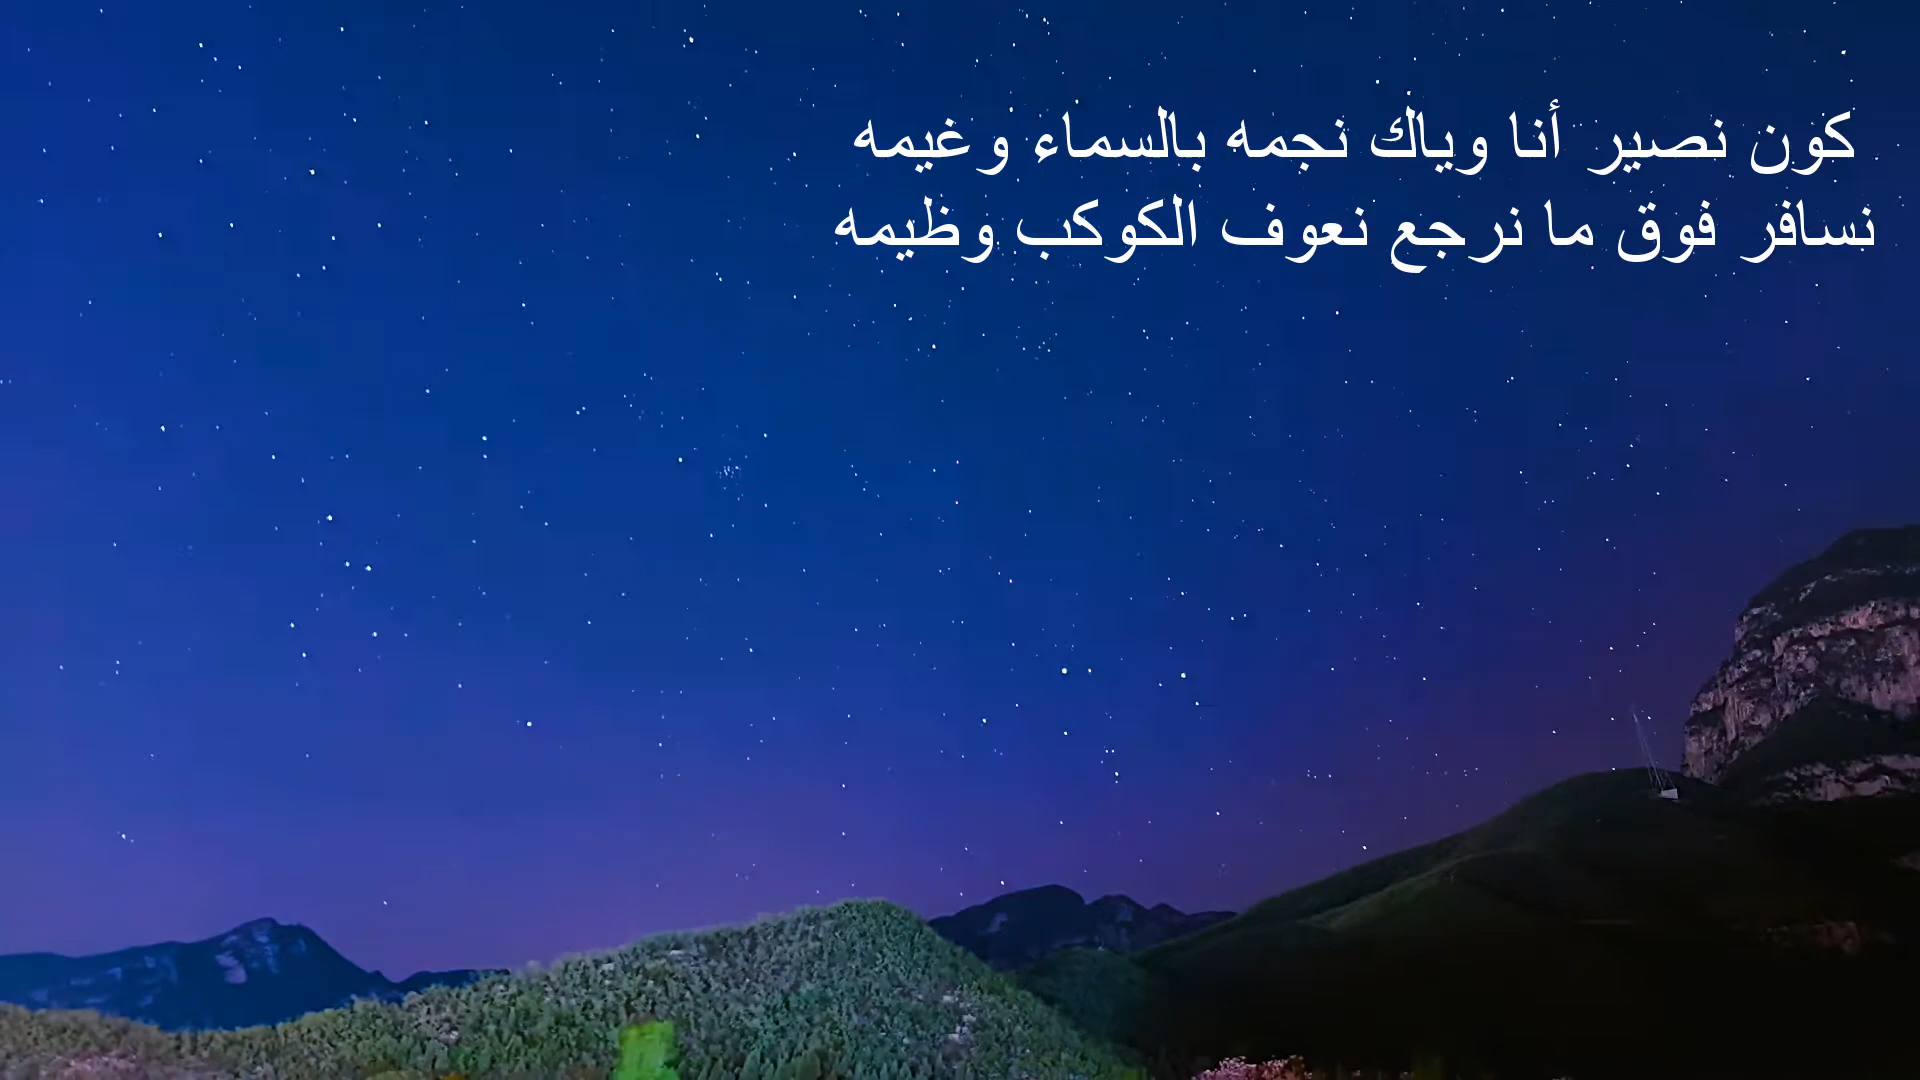 كون نصير أنا وياك نجمه بالسماء وغيمه
نسافر فوق ما نرجع نعوف الكوكب وظيمه